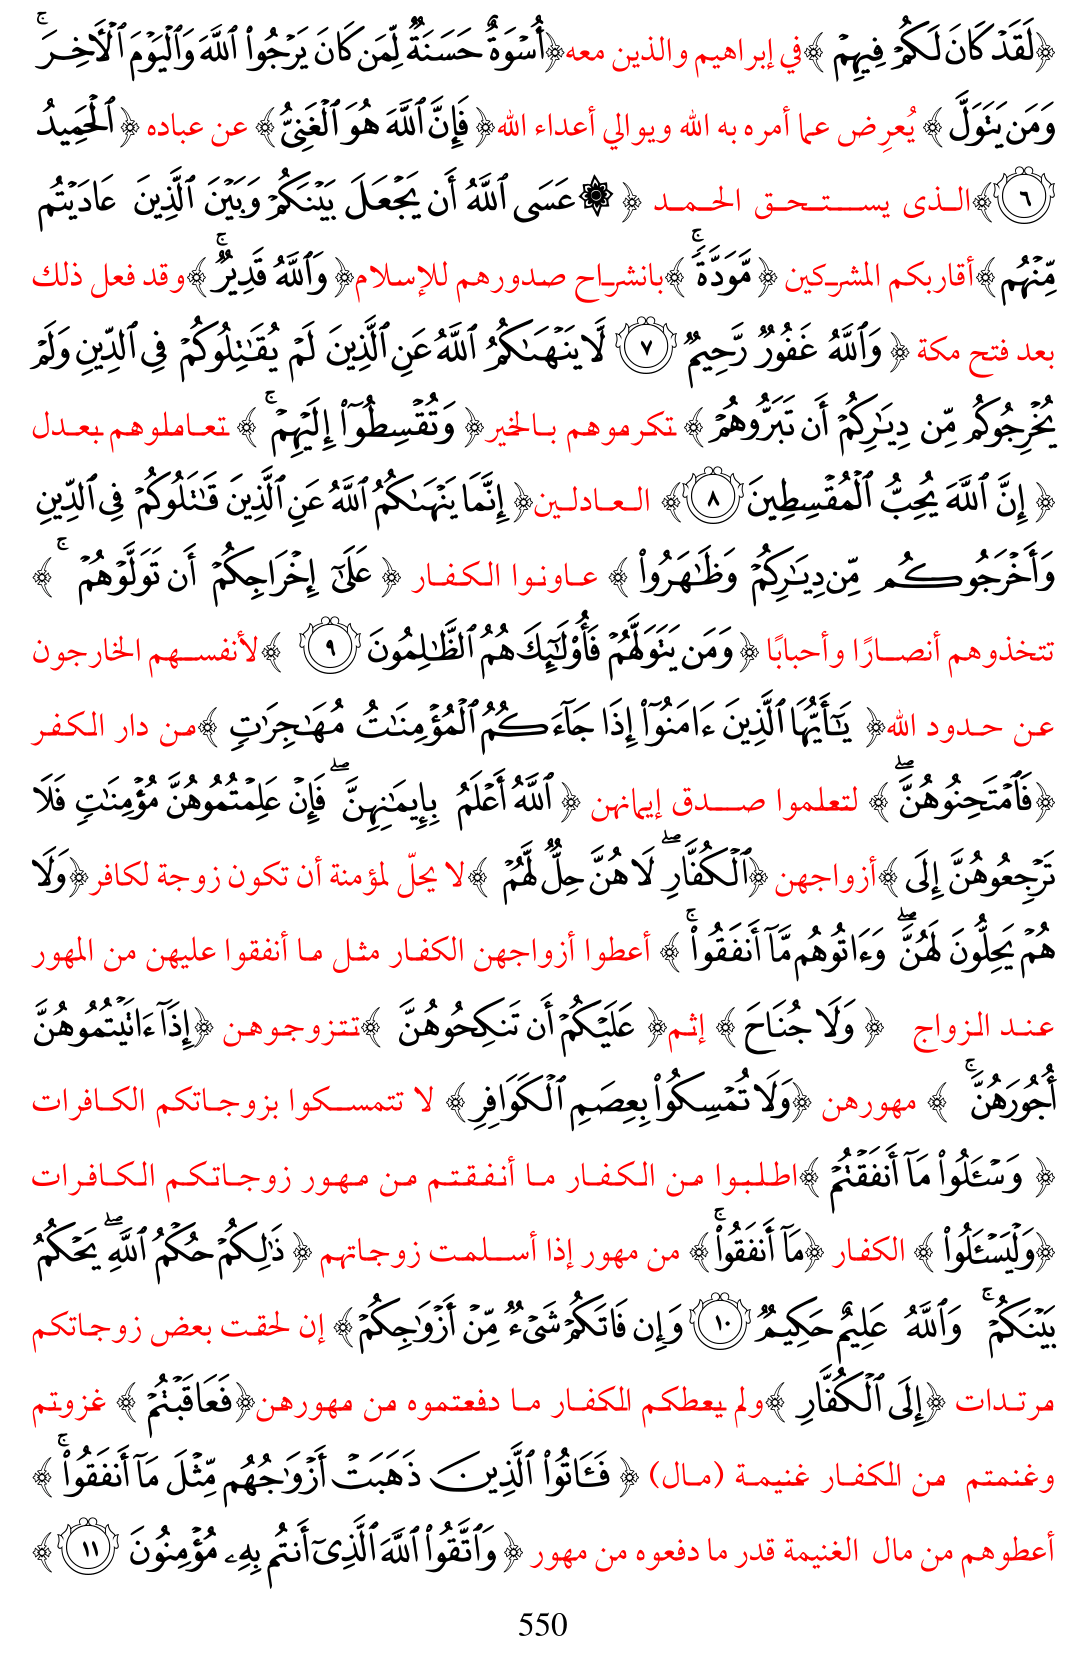 ﴿لَقَدْ كَانَ لَكُمْ فِيهِمْ ﴾في إبراهيم والذين معه﴿أُسْوَةٌ حَسَنَةٌ لِّمَن كَانَ يَرْجُوا۟ ٱللَّهَ وَٱلْيَوْمَ ٱلْـَٔاخِرَ ۚ
وَمَن يَتَوَلَّ ﴾ يُعرِض عما أمره به الله ويوالي أعداء الله﴿ فَإِنَّ ٱللَّهَ هُوَ ٱلْغَنِىُّ﴾ عن عباده ﴿ ٱلْحَمِيدُ
٦﴾الـذى يستـحـق الحـمـد ﴿ ۞ عَسَى ٱللَّهُ أَن يَجْعَلَ بَيْنَكُمْ وَبَيْنَ ٱلَّذِينَ عَادَيْتُم
مِّنْهُم ﴾أقاربكم المشركين ﴿ مَّوَدَّةً ۚ ﴾بانشراح صدورهم للإسلام﴿ وَٱللَّهُ قَدِيرٌ ۚ ﴾وقد فعل ذلك
بعد فتح مكة ﴿ وَٱللَّهُ غَفُورٌ رَّحِيمٌ ٧ لَّا يَنْهَىٰكُمُ ٱللَّهُ عَنِ ٱلَّذِينَ لَمْ يُقَـٰتِلُوكُمْ فِى ٱلدِّينِ وَلَمْ
يُخْرِجُوكُم مِّن دِيَـٰرِكُمْ أَن تَبَرُّوهُمْ ﴾ تكرموهم بالخير﴿ وَتُقْسِطُوٓا۟ إِلَيْهِمْ ۚ ﴾ تعاملوهم بعدل
﴿ إِنَّ ٱللَّهَ يُحِبُّ ٱلْمُقْسِطِينَ ٨﴾ العادلين﴿ إِنَّمَا يَنْهَىٰكُمُ ٱللَّهُ عَنِ ٱلَّذِينَ قَـٰتَلُوكُمْ فِى ٱلدِّينِ
وَأَخْرَجُوكُم مِّن دِيَـٰرِكُمْ وَظَـٰهَرُوا۟ ﴾ عاونوا الكفار ﴿ عَلَىٰٓ إِخْرَاجِكُمْ أَن تَوَلَّوْهُمْ ۚ ﴾
تتخذوهم أنصارًا وأحبابًا ﴿ وَمَن يَتَوَلَّهُمْ فَأُو۟لَـٰٓئِكَ هُمُ ٱلظَّـٰلِمُونَ ٩ ﴾لأنفسهم الخارجون
عن حدود الله﴿ يَـٰٓأَيُّهَا ٱلَّذِينَ ءَامَنُوٓا۟ إِذَا جَآءَكُمُ ٱلْمُؤْمِنَـٰتُ مُهَـٰجِرَٰتٍ ﴾من دار الكفر
﴿فَٱمْتَحِنُوهُنَّ ۖ ﴾ لتعلموا صدق إيمانهن ﴿ ٱللَّهُ أَعْلَمُ بِإِيمَـٰنِهِنَّ ۖ فَإِنْ عَلِمْتُمُوهُنَّ مُؤْمِنَـٰتٍ فَلَا
تَرْجِعُوهُنَّ إِلَى ﴾أزواجهن ﴿ٱلْكُفَّارِ ۖ لَا هُنَّ حِلٌّ لَّهُمْ ﴾لا يحلّ لمؤمنة أن تكون زوجة لكافر﴿وَلَا
هُمْ يَحِلُّونَ لَهُنَّ ۖ وَءَاتُوهُم مَّآ أَنفَقُوا۟ ۚ ﴾ أعطوا أزواجهن الكفار مثل ما أنفقوا عليهن من المهور
عند الزواج ﴿ وَلَا جُنَاحَ ﴾ إثم﴿ عَلَيْكُمْ أَن تَنكِحُوهُنَّ ﴾تتزوجوهن ﴿إِذَآ ءَاتَيْتُمُوهُنَّ
أُجُورَهُنَّ ۚ ﴾ مهورهن ﴿وَلَا تُمْسِكُوا۟ بِعِصَمِ ٱلْكَوَافِرِ﴾ لا تتمسكوا بزوجاتكم الكافرات
﴿ وَسْـَٔلُوا۟ مَآ أَنفَقْتُمْ ﴾اطلبوا من الكفار ما أنفقتم من مهور زوجاتكم الكافرات
﴿وَلْيَسْـَٔلُوا۟ ﴾ الكفار ﴿مَآ أَنفَقُوا۟ ۚ﴾ من مهور إذا أسلمت زوجاتهم ﴿ ذَٰلِكُمْ حُكْمُ ٱللَّهِ ۖ يَحْكُمُ
بَيْنَكُمْ ۚ وَٱللَّهُ عَلِيمٌ حَكِيمٌ ١٠ وَإِن فَاتَكُمْ شَىْءٌ مِّنْ أَزْوَٰجِكُمْ﴾ إن لحقت بعض زوجاتكم
مرتدات ﴿إِلَى ٱلْكُفَّارِ ﴾ولم يعطكم الكفار ما دفعتموه من مهورهن﴿فَعَاقَبْتُمْ ﴾ غزوتم
وغنمتم من الكفار غنيمة (مال) ﴿ فَـَٔاتُوا۟ ٱلَّذِينَ ذَهَبَتْ أَزْوَٰجُهُم مِّثْلَ مَآ أَنفَقُوا۟ ۚ ﴾
أعطوهم من مال الغنيمة قدر ما دفعوه من مهور ﴿ وَٱتَّقُوا۟ ٱللَّهَ ٱلَّذِىٓ أَنتُم بِهِۦ مُؤْمِنُونَ ١١ ﴾
550